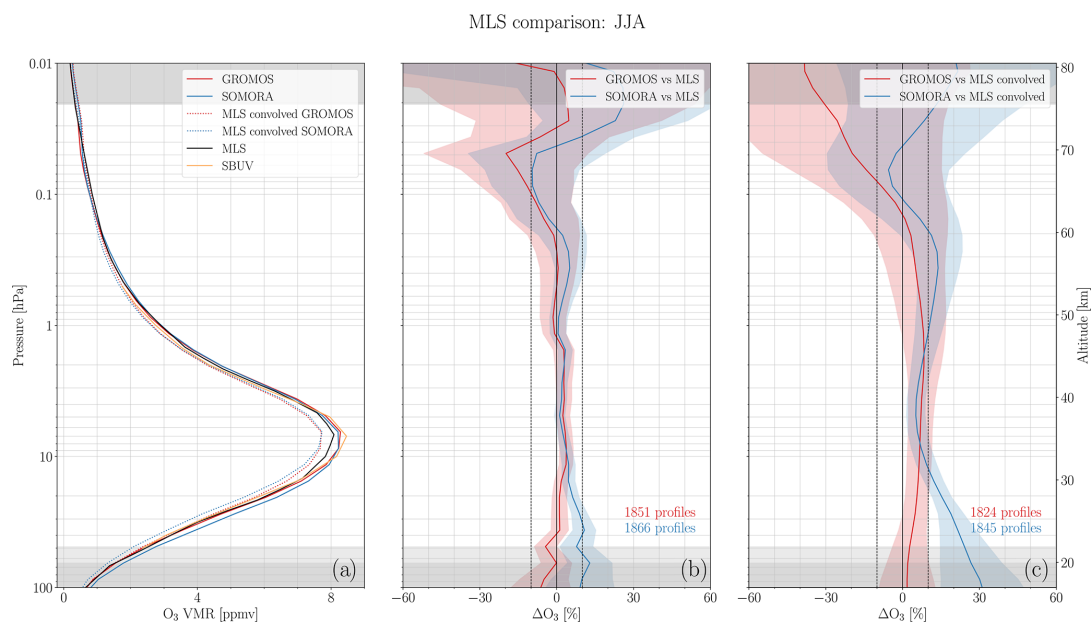 MLS comparison: JJA
0.01
0.1
1
10
100
Pressure [hPa]
GROMOS
SOMORA
MLS convolved GROMOS
MLS convolved SOMORA
MLS
SBUV
(a)
0
2
4
6
8
O₃ VMR [ppmv]
GROMOS vs MLS
SOMORA vs MLS
1851 profiles
1866 profiles
(b)
−60
−30
0
30
60
ΔO₃ [%]
GROMOS vs MLS convolved
SOMORA vs MLS convolved
1824 profiles
1845 profiles
(c)
−60
−30
0
30
60
ΔO₃ [%]
80
70
60
50
40
30
20
Altitude [km]